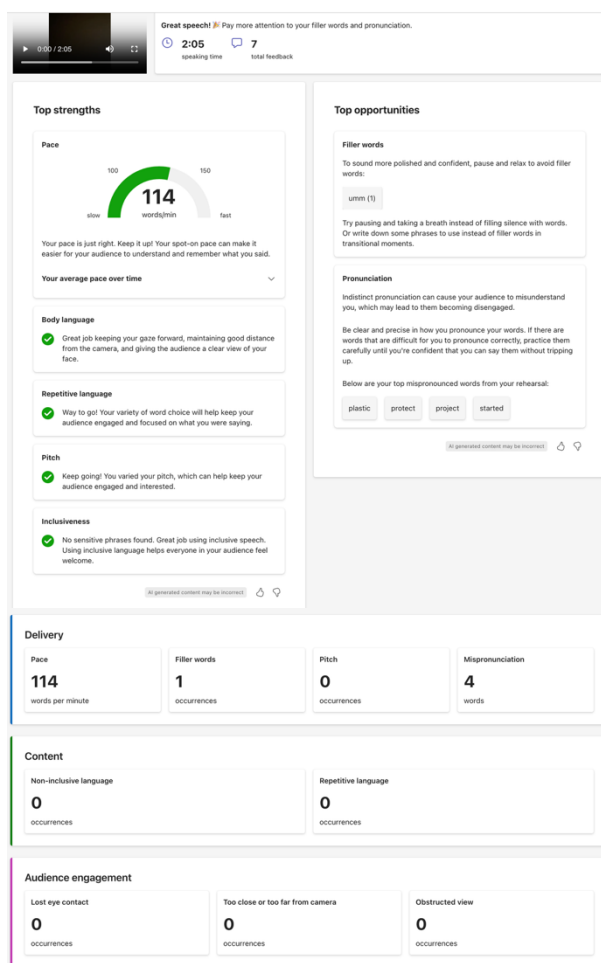 Great speech! 🎉 Pay more attention to your filler words and pronunciation.
0:00 / 2:05
2:05
speaking time
7
total feedback
Top strengths
Pace
100
150
114
words/min
slow
fast
Your pace is just right. Keep it up! Your spot-on pace can make it
easier for your audience to understand and remember what you said.
Your average pace over time
Body language
Great job keeping your gaze forward, maintaining good distance
from the camera, and giving the audience a clear view of your
face.
Repetitive language
Way to go! Your variety of word choice will help keep your
audience engaged and focused on what you were saying.
Pitch
Keep going! You varied your pitch, which can help keep your
audience engaged and interested.
Inclusiveness
No sensitive phrases found. Great job using inclusive speech.
Using inclusive language helps everyone in your audience feel
welcome.
AI generated content may be incorrect
Top opportunities
Filler words
To sound more polished and confident, pause and relax to avoid filler
words:
umm (1)
Try pausing and taking a breath instead of filling silence with words.
Or write down some phrases to use instead of filler words in
transitional moments.
Pronunciation
Indistinct pronunciation can cause your audience to misunderstand
you, which may lead to them becoming disengaged.
Be clear and precise in how you pronounce your words. If there are
words that are difficult for you to pronounce correctly, practice them
carefully until you're confident that you can say them without tripping
up.
Below are your top mispronounced words from your rehearsal:
plastic
protect
project
started
AI generated content may be incorrect
Delivery
Pace
114
words per minute
Filler words
1
occurrences
Pitch
0
occurrences
Mispronunciation
4
words
Content
Non-inclusive language
0
occurrences
Repetitive language
0
occurrences
Audience engagement
Lost eye contact
0
occurrences
Too close or too far from camera
0
occurrences
Obstructed view
0
occurrences